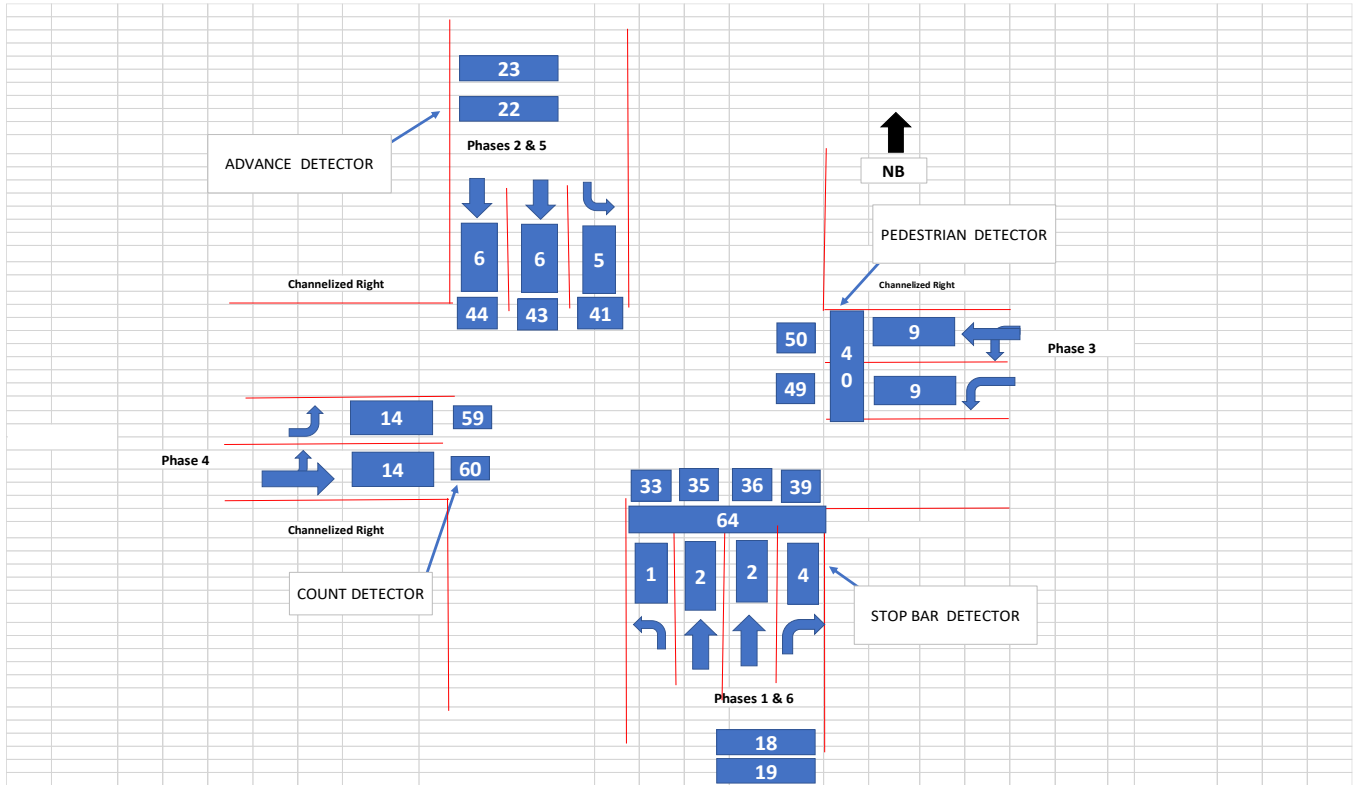 23
22
ADVANCE DETECTOR
Phases 2 & 5
NB
PEDESTRIAN DETECTOR
6
6
5
Channelized Right
Channelized Right
44
43
41
50
4
0
9
Phase 3
49
9
14
59
Phase 4
14
60
33
35
36
39
64
Channelized Right
1
2
2
4
COUNT DETECTOR
STOP BAR DETECTOR
Phases 1 & 6
18
19